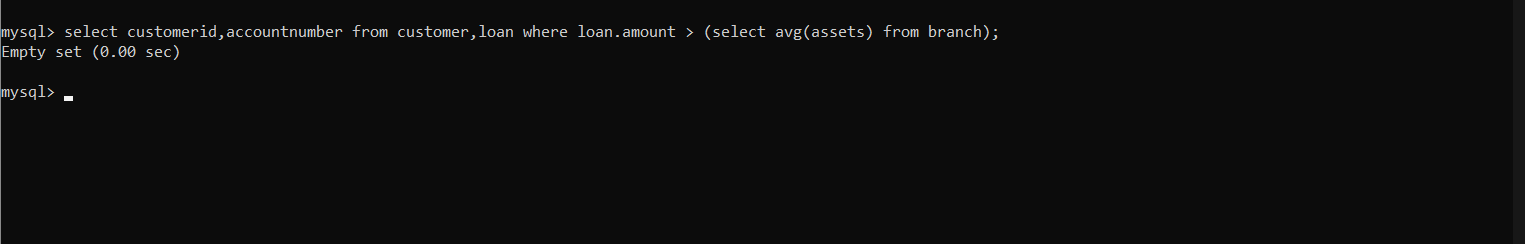 mysql> select customerid,accountnumber from customer,loan where loan.amount > (select avg(assets) from branch);
Empty set (0.00 sec)
mysql>